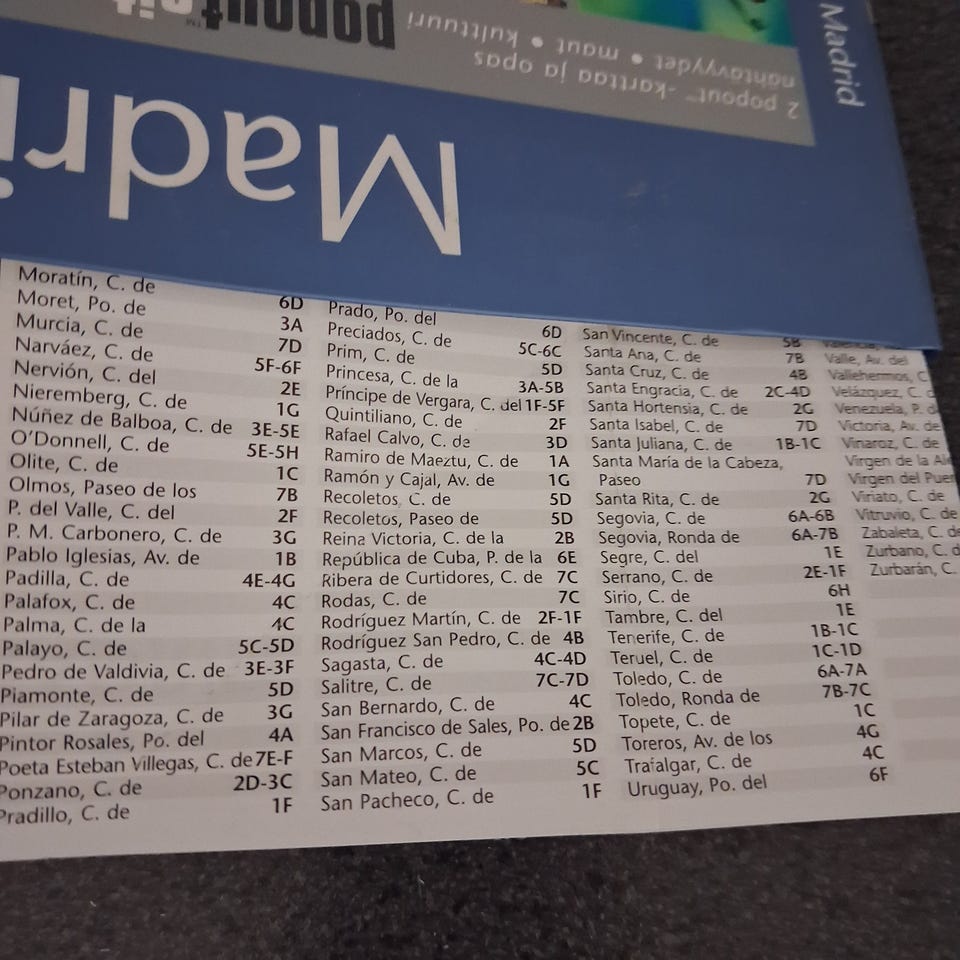 Madrid
2 popout™ -karttaa ja opas
nähtävyydet • maut • kulttuuri
popout
Madri
Moratín, C. de 6D
Moret, Po. de 3A
Murcia, C. de 7D
Narváez, C. de 5F-6F
Nervión, C. del 2E
Nieremberg, C. de 1G
Núñez de Balboa, C. de 3E-5E
O'Donnell, C. de 5E-5H
Olite, C. de 1C
Olmos, Paseo de los 7B
P. del Valle, C. del 2F
P. M. Carbonero, C. de 3G
Pablo Iglesias, Av. de 1B
Padilla, C. de 4E-4G
Palafox, C. de 4C
Palma, C. de la 4C
Palayo, C. de 5C-5D
Pedro de Valdivia, C. de 3E-3F
Piamonte, C. de 5D
Pilar de Zaragoza, C. de 3G
Pintor Rosales, Po. del 4A
Poeta Esteban Villegas, C. de 7E-F
Ponzano, C. de 2D-3C
Pradillo, C. de 1F
Prado, Po. del 6D
Preciados, C. de 5C-6C
Prim, C. de 5D
Princesa, C. de la 3A-5B
Príncipe de Vergara, C. del 1F-5F
Quintiliano, C. de 2F
Rafael Calvo, C. de 3D
Ramiro de Maeztu, C. de 1A
Ramón y Cajal, Av. de 1G
Recoletos, C. de 5D
Recoletos, Paseo de 5D
Reina Victoria, C. de la 2B
República de Cuba, P. de la 6E
Ribera de Curtidores, C. de 7C
Rodas, C. de 7C
Rodríguez Martín, C. de 2F-1F
Rodríguez San Pedro, C. de 4B
Sagasta, C. de 4C-4D
Salitre, C. de 7C-7D
San Bernardo, C. de 4C
San Francisco de Sales, Po. de 2B
San Marcos, C. de 5D
San Mateo, C. de 5C
San Pacheco, C. de 1F
San Vincente, C. de 5B
Santa Ana, C. de 7B
Santa Cruz, C. de 4B
Santa Engracia, C. de 2C-4D
Santa Hortensia, C. de 2G
Santa Isabel, C. de 7D
Santa Juliana, C. de 1B-1C
Santa María de la Cabeza,
Paseo 7D
Santa Rita, C. de 2G
Segovia, C. de 6A-6B
Segovia, Ronda de 6A-7B
Segre, C. del 1E
Serrano, C. de 2E-1F
Sirio, C. de 6H
Tambre, C. del 1E
Tenerife, C. de 1B-1C
Teruel, C. de 1C-1D
Toledo, C. de 6A-7A
Toledo, Ronda de 7B-7C
Topete, C. de 1C
Toreros, Av. de los 4G
Trafalgar, C. de 4C
Uruguay, Po. del 6F
Valle, Av. del
Vallehermos, C
Velázquez, C. d
Venezuela, P. d
Victoria, Av. de
Vinaroz, C. de
Virgen de la Al
Virgen del Puer
Viriato, C. de
Vitruvio, C. de
Zabaleta, C. de
Zurbano, C. d
Zurbarán, C.